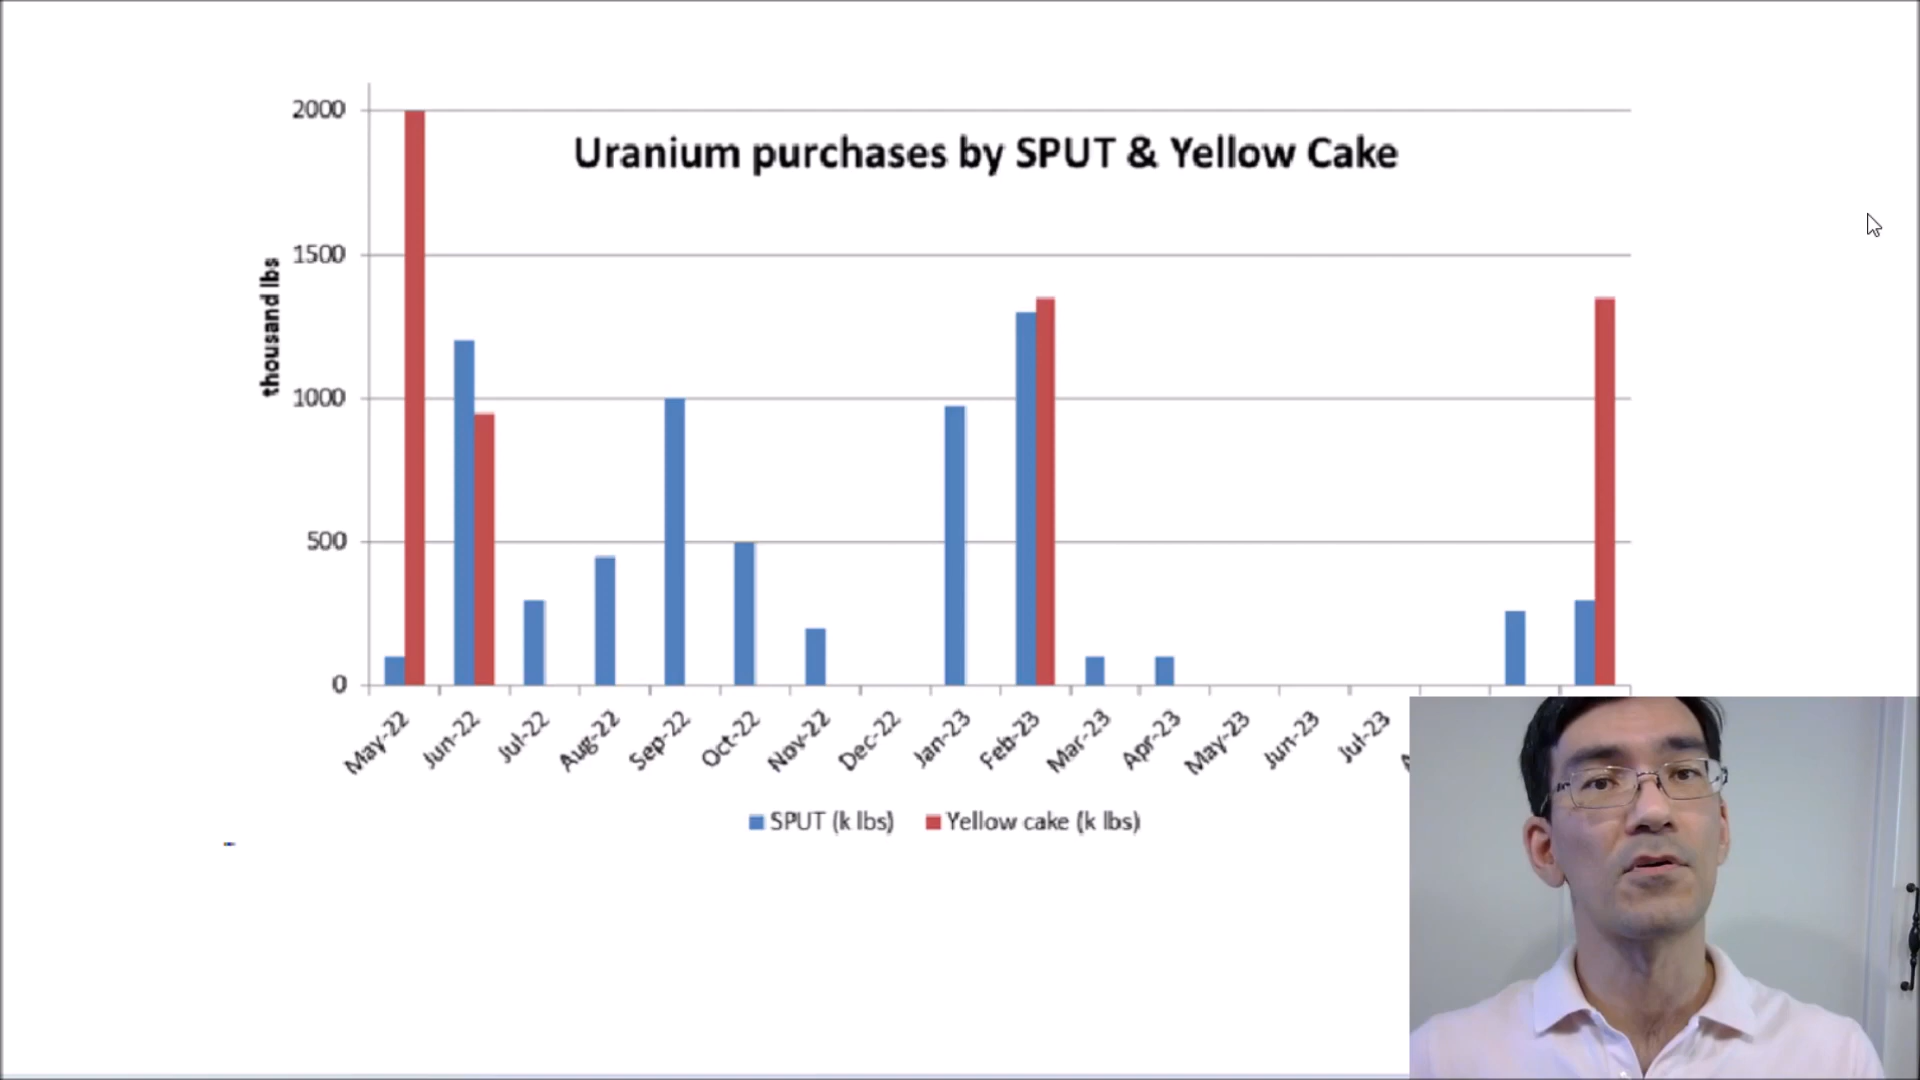 Uranium purchases by SPUT & Yellow Cake
thousand lbs
2000
1500
1000
500
0
May-22
Jun-22
Jul-22
Aug-22
Sep-22
Oct-22
Nov-22
Dec-22
Jan-23
Feb-23
Mar-23
Apr-23
May-23
Jun-23
Jul-23
SPUT (k lbs)
Yellow cake (k lbs)